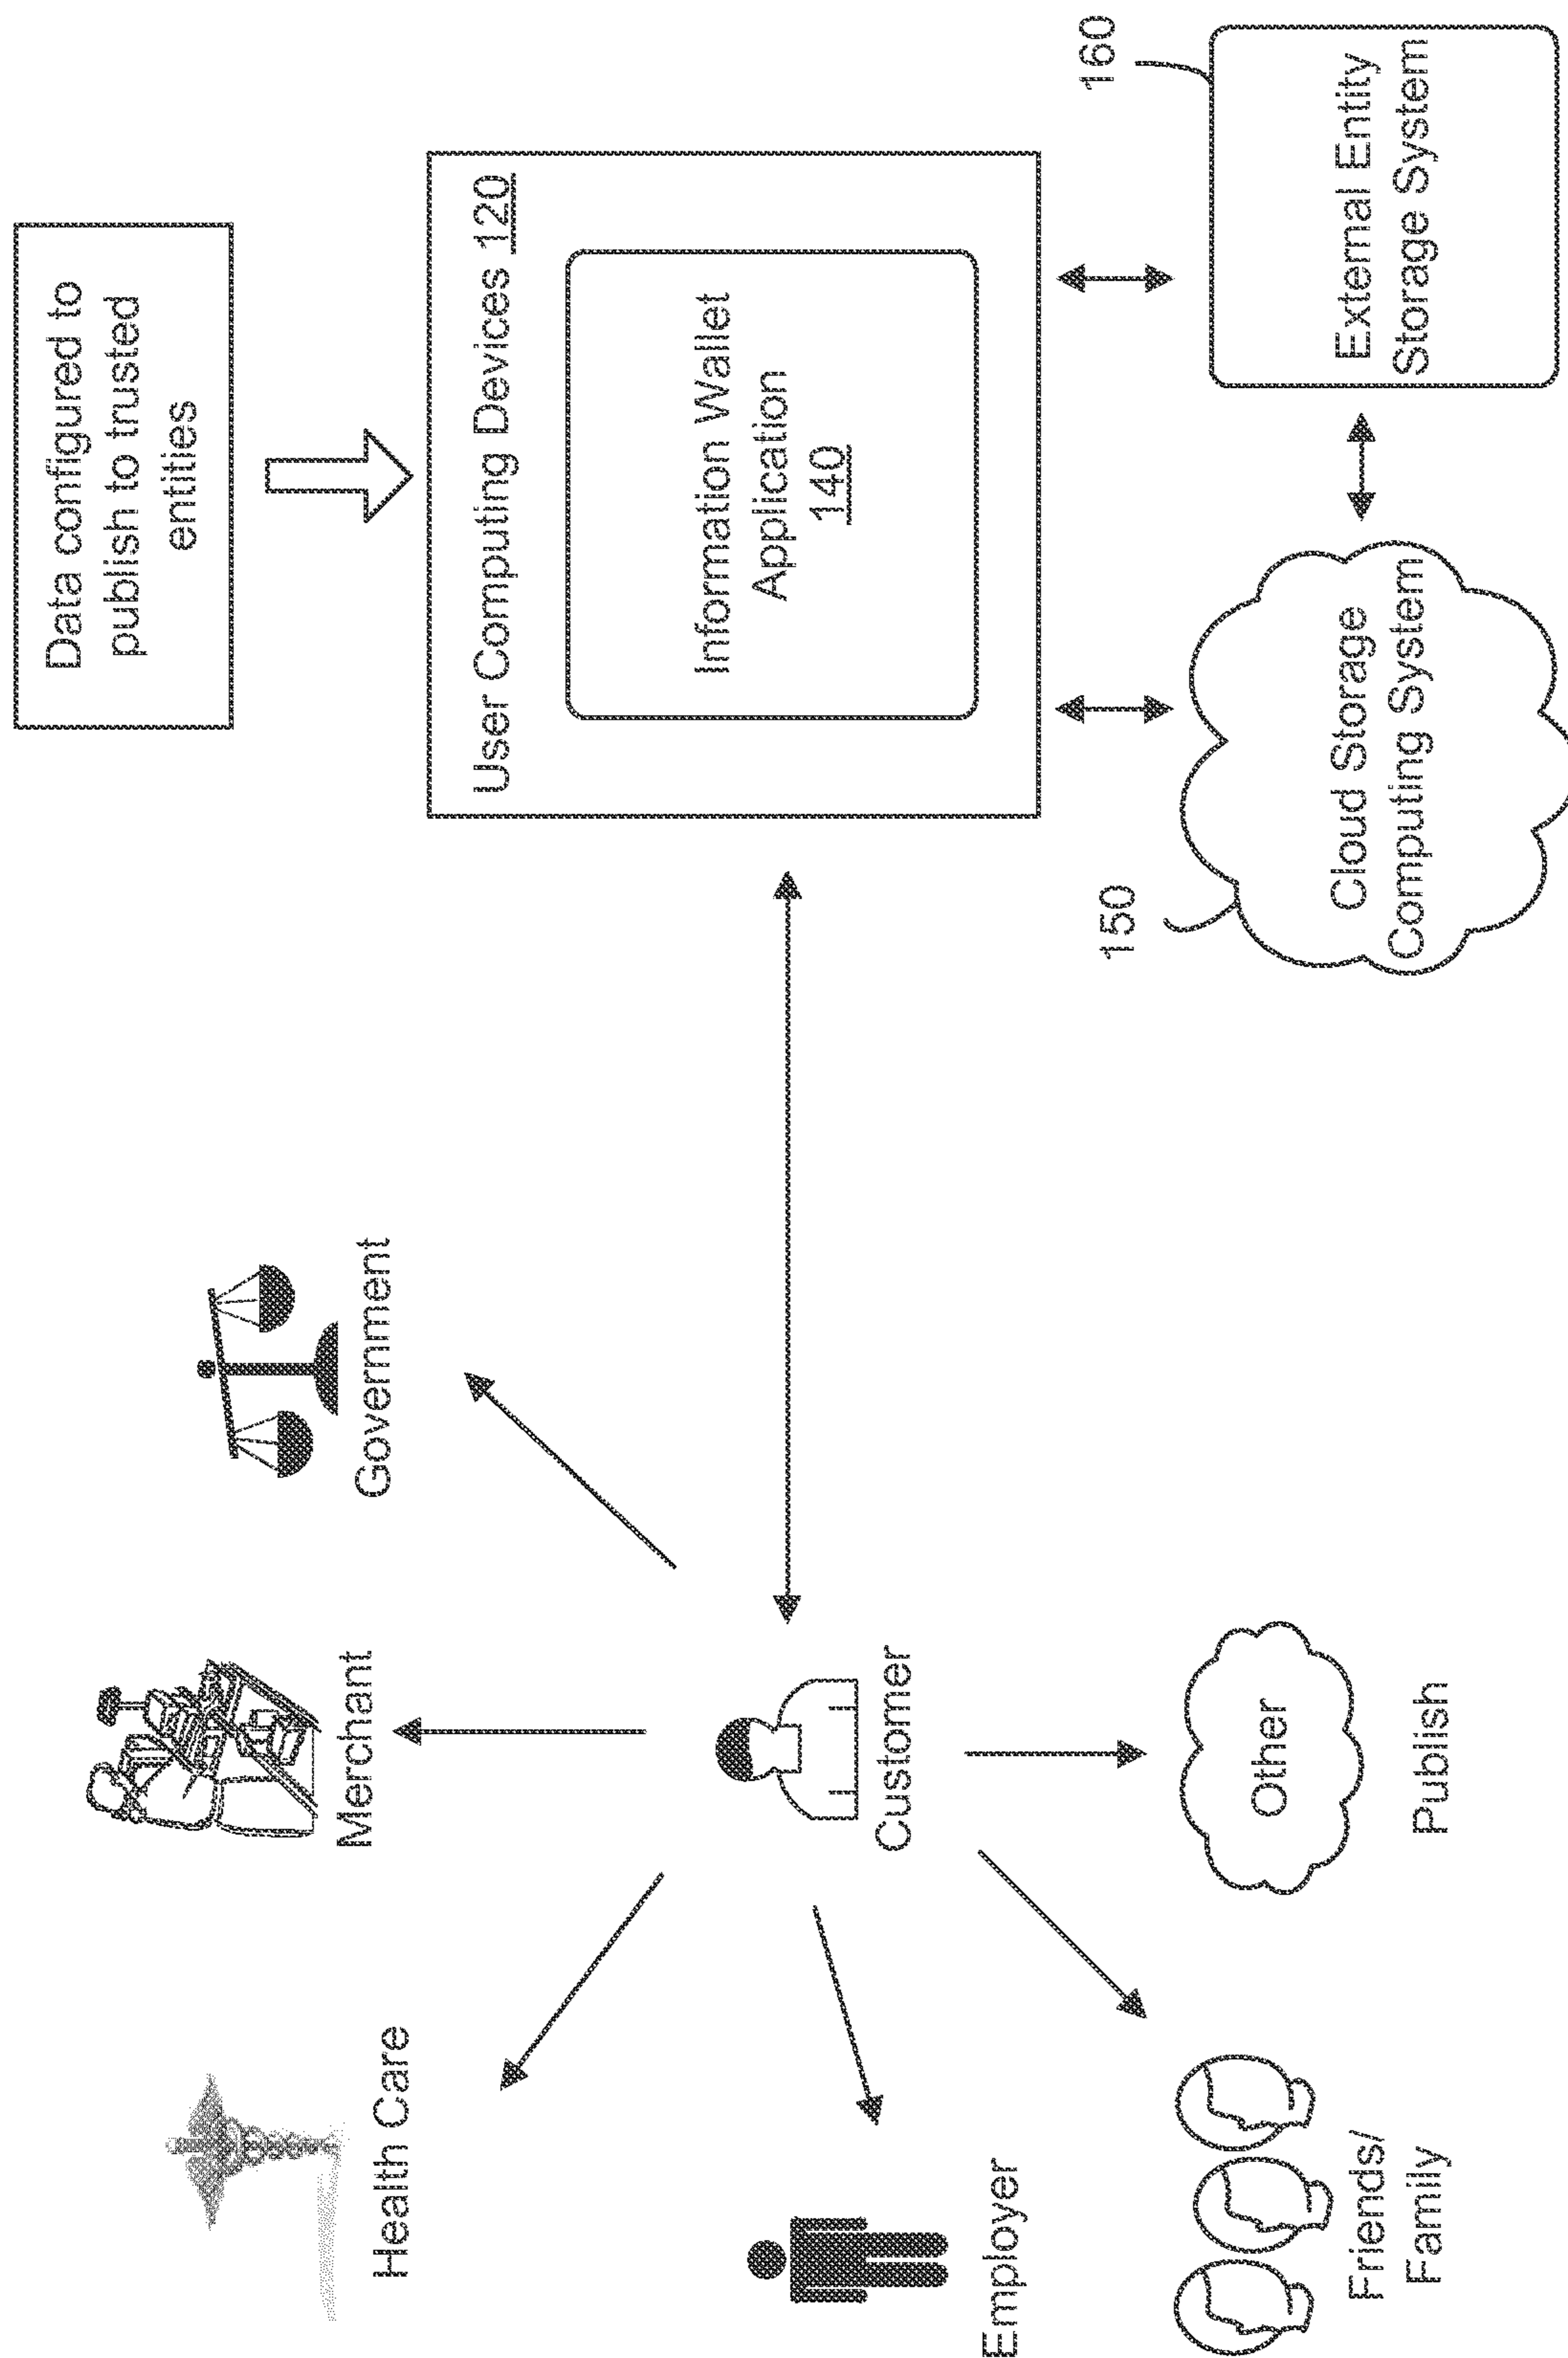 Health Care
Merchant
Government
Employer
Customer
Friends/
Family
Other
Publish
Data configured to
publish to trusted
entities
User Computing Devices 120
Information Wallet
Application
140
150
Cloud Storage
Computing System
160
External Entity
Storage System